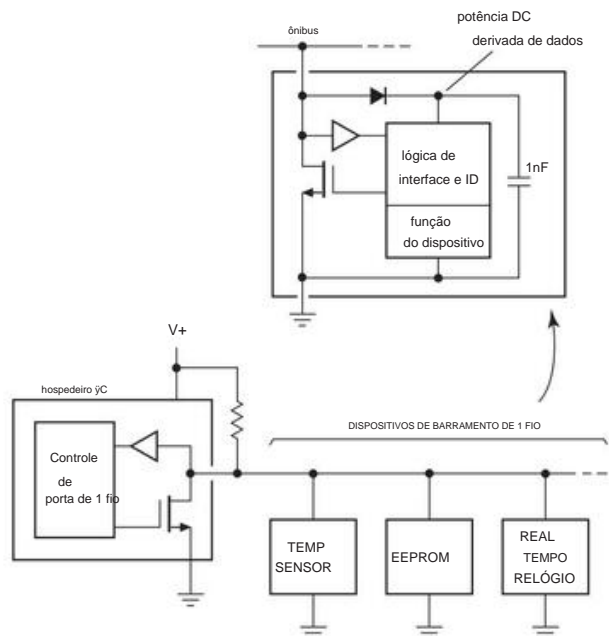 ônibus
potência DC
derivada de dados
lógica de
interface e ID
1nF
função
do dispositivo
V+
hospedeiro ÿC
DISPOSITIVOS DE BARRAMENTO DE 1 FIO
Controle
de
porta de 1 fio
TEMP
SENSOR
EEPROM
REAL
TEMPO
RELÓGIO